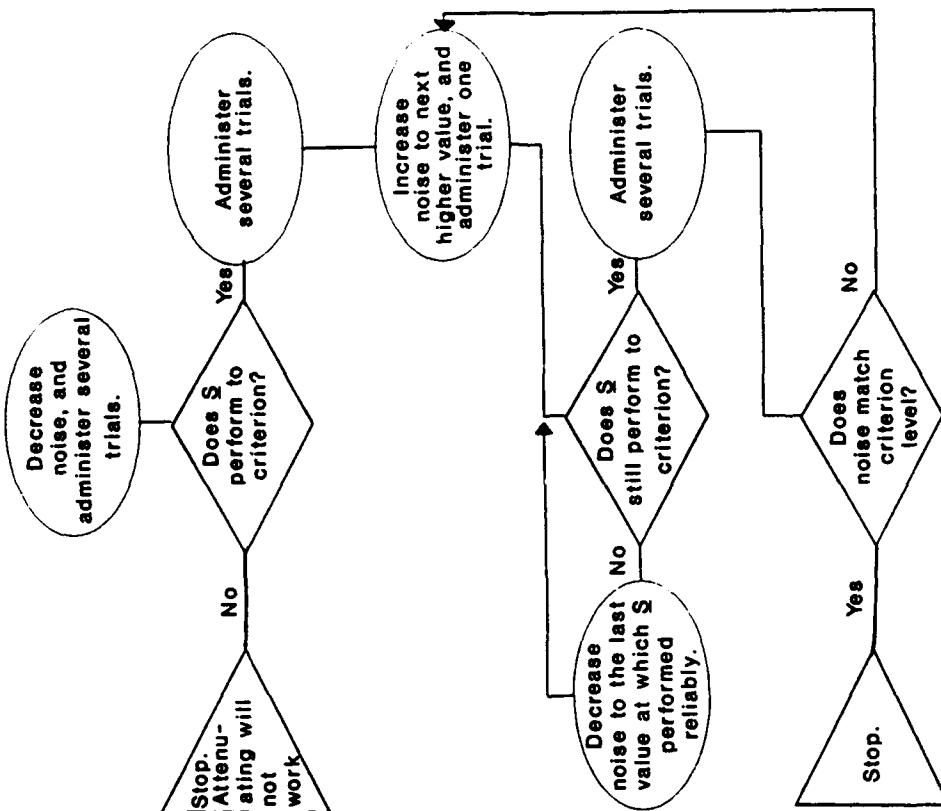 Decrease
noise, and
administer several
trials.
Does S
perform to
criterion?
Yes
Administer
several trials.
No
Stop.
Attenu-
ating will
not
work
Increase
noise to next
higher value, and
administer one
trial.
Does S
still perform to
criterion?
Yes
Administer
several trials.
No
Decrease
noise to the last
value at which S
performed
reliably.
Does
noise match
criterion
level?
No
Yes
Stop.